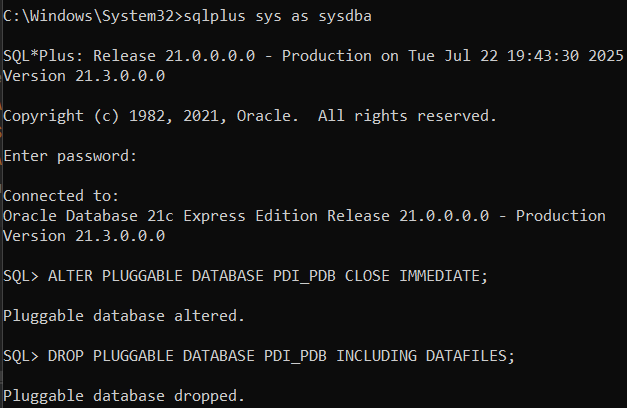 C:\Windows\System32>sqlplus sys as sysdba
SQL*Plus: Release 21.0.0.0.0 - Production on Tue Jul 22 19:43:30 2025
Version 21.3.0.0.0
Copyright (c) 1982, 2021, Oracle.  All rights reserved.
Enter password:
Connected to:
Oracle Database 21c Express Edition Release 21.0.0.0.0 - Production
Version 21.3.0.0.0
SQL> ALTER PLUGGABLE DATABASE PDI_PDB CLOSE IMMEDIATE;
Pluggable database altered.
SQL> DROP PLUGGABLE DATABASE PDI_PDB INCLUDING DATAFILES;
Pluggable database dropped.